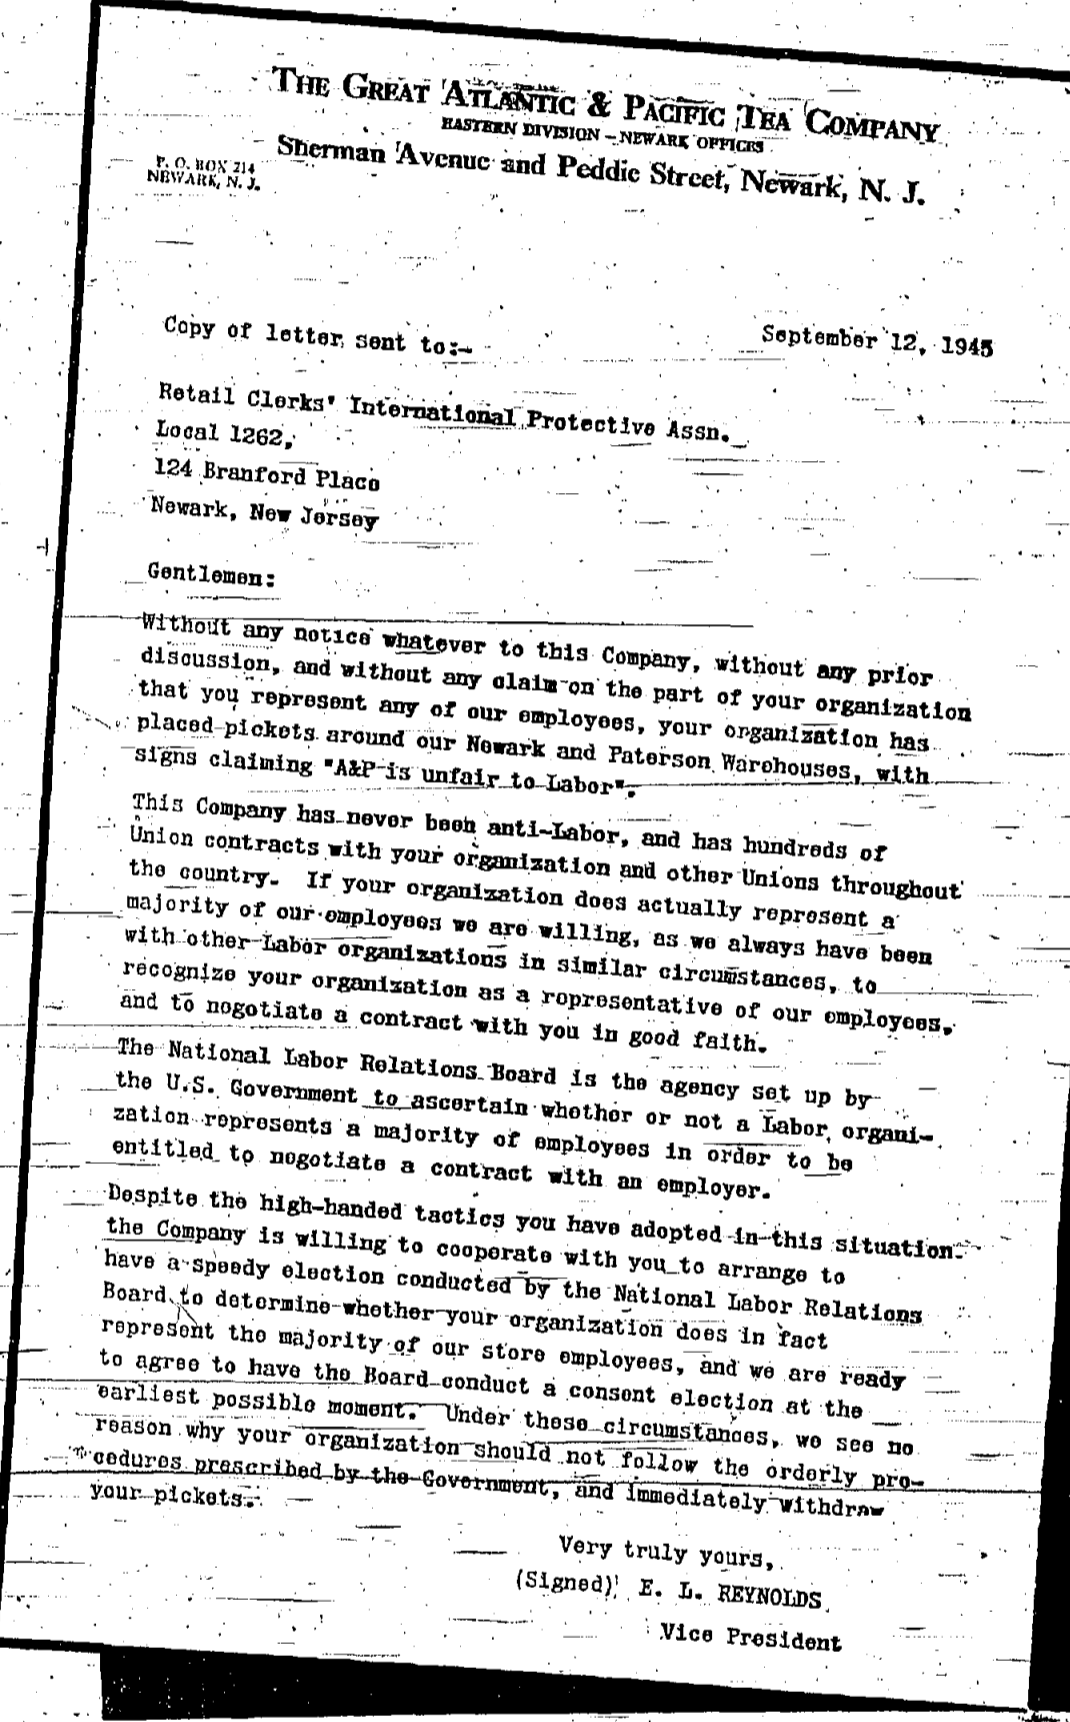 THE GREAT ATLANTIC & PACIFIC TEA COMPANY
EASTERN DIVISION - NEWARK OFFICES
Sherman Avenue and Peddie Street, Newark, N. J.
P. O. BOX 214
NEWARK, N. J.
September 12, 1945
Copy of letter sent to:-
Retail Clerks' International Protective Assn.
Local 1262,
124 Branford Place
Newark, New Jersey
Gentlemen:
Without any notice whatever to this Company, without any prior
discussion, and without any claim on the part of your organization
that you represent any of our employees, your organization has
placed pickets around our Newark and Paterson Warehouses, with
signs claiming "A&P is unfair to Labor".
This Company has never been anti-Labor, and has hundreds of
Union contracts with your organization and other Unions throughout
the country. If your organization does actually represent a
majority of our employees we are willing, as we always have been
with other Labor organizations in similar circumstances, to
recognize your organization as a representative of our employees,
and to negotiate a contract with you in good faith.
The National Labor Relations Board is the agency set up by
the U.S. Government to ascertain whether or not a Labor organi-
zation represents a majority of employees in order to be
entitled to negotiate a contract with an employer.
Despite the high-handed tactics you have adopted in this situation
the Company is willing to cooperate with you to arrange to
have a speedy election conducted by the National Labor Relations
Board to determine whether your organization does in fact
represent the majority of our store employees, and we are ready
to agree to have the Board conduct a consent election at the
earliest possible moment. Under these circumstances, we see no
reason why your organization should not follow the orderly pro-
cedures prescribed by the Government, and immediately withdraw
your pickets.
Very truly yours,
(Signed) E. L. REYNOLDS
Vice President